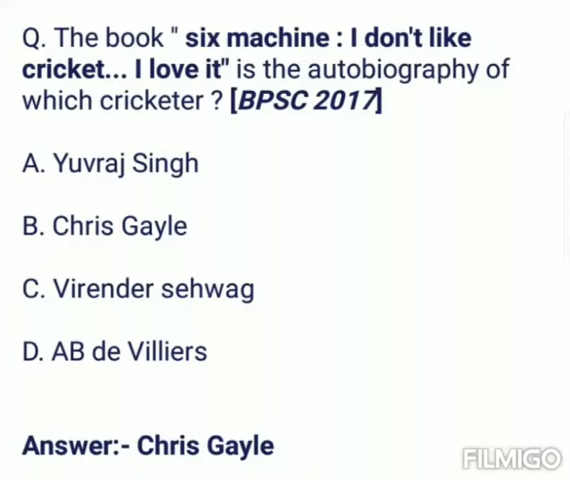 Q. The book " six machine : I don't like
cricket... I love it" is the autobiography of
which cricketer ? [BPSC 2017]
A. Yuvraj Singh
B. Chris Gayle
C. Virender sehwag
D. AB de Villiers
Answer:- Chris Gayle
FILMIGO